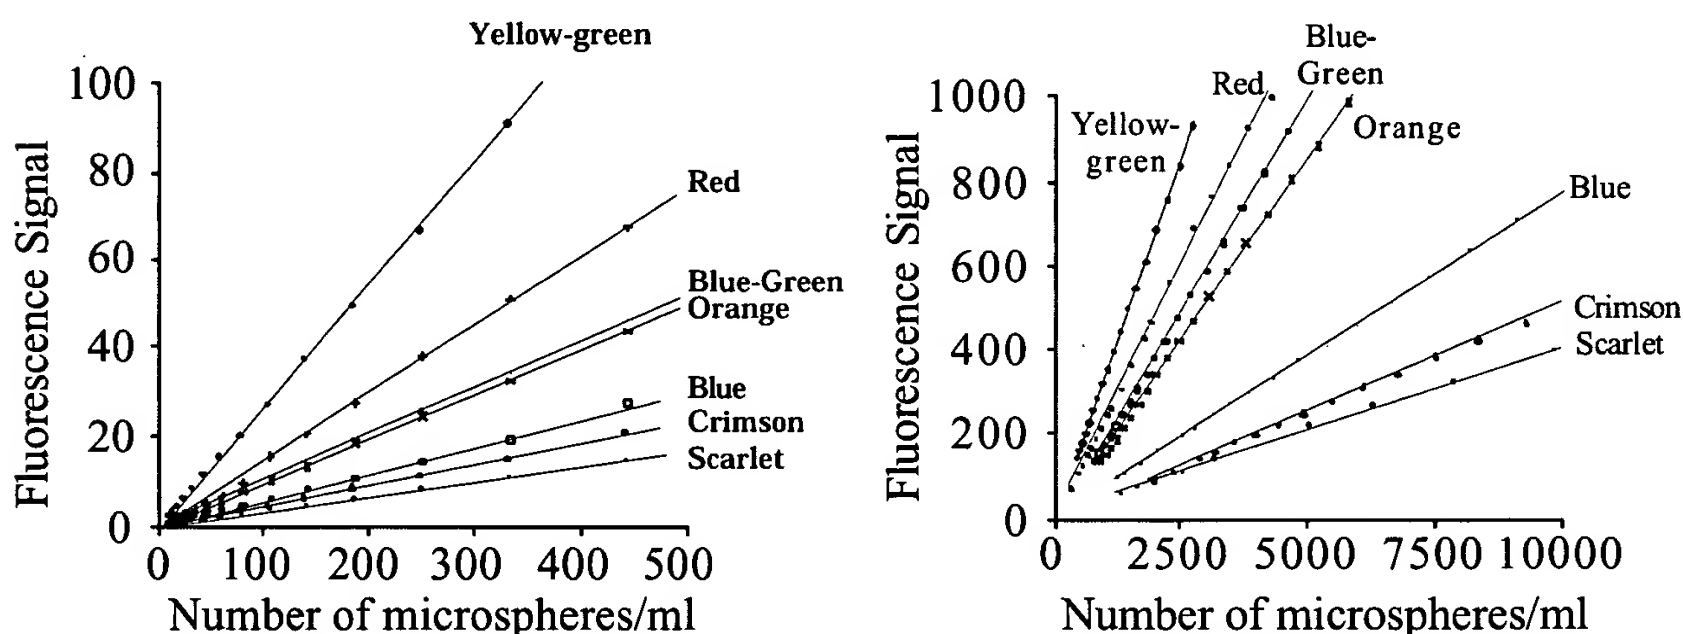 Yellow-green
100
80
60
40
20
0
Fluorescence Signal
Red
Blue-Green
Orange
Blue
Crimson
Scarlet
0 100 200 300 400 500
Number of microspheres/ml
Blue-
Green
Red
Yellow-
green
Orange
1000
800
600
400
200
0
Fluorescence Signal
Blue
Crimson
Scarlet
0 2500 5000 7500 10000
Number of microspheres/ml